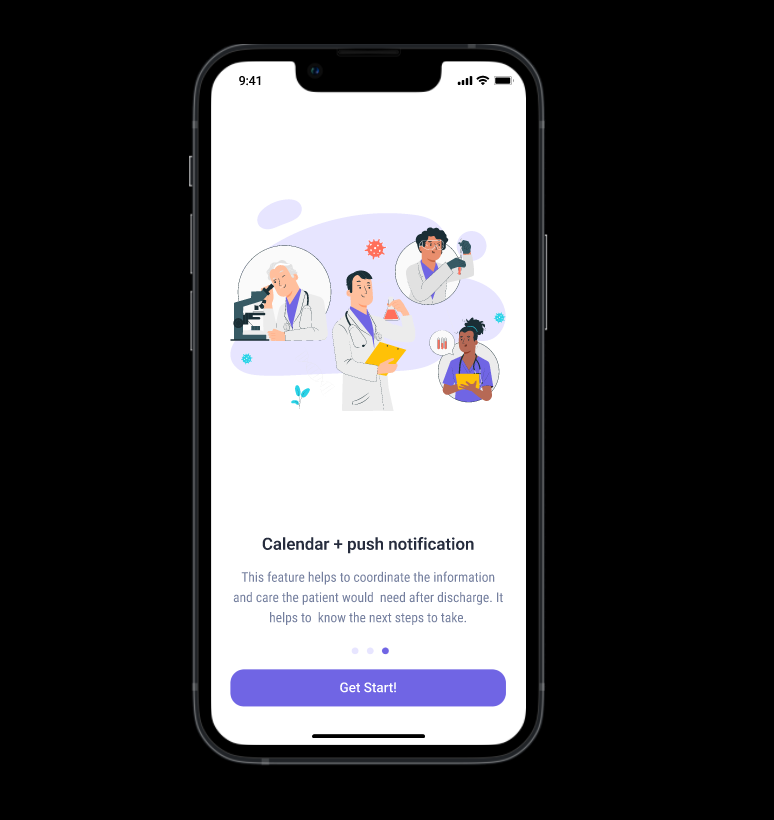 9:41
Calendar + push notification
This feature helps to coordinate the information
and care the patient would  need after discharge. It
helps to  know the next steps to take.
Get Start!